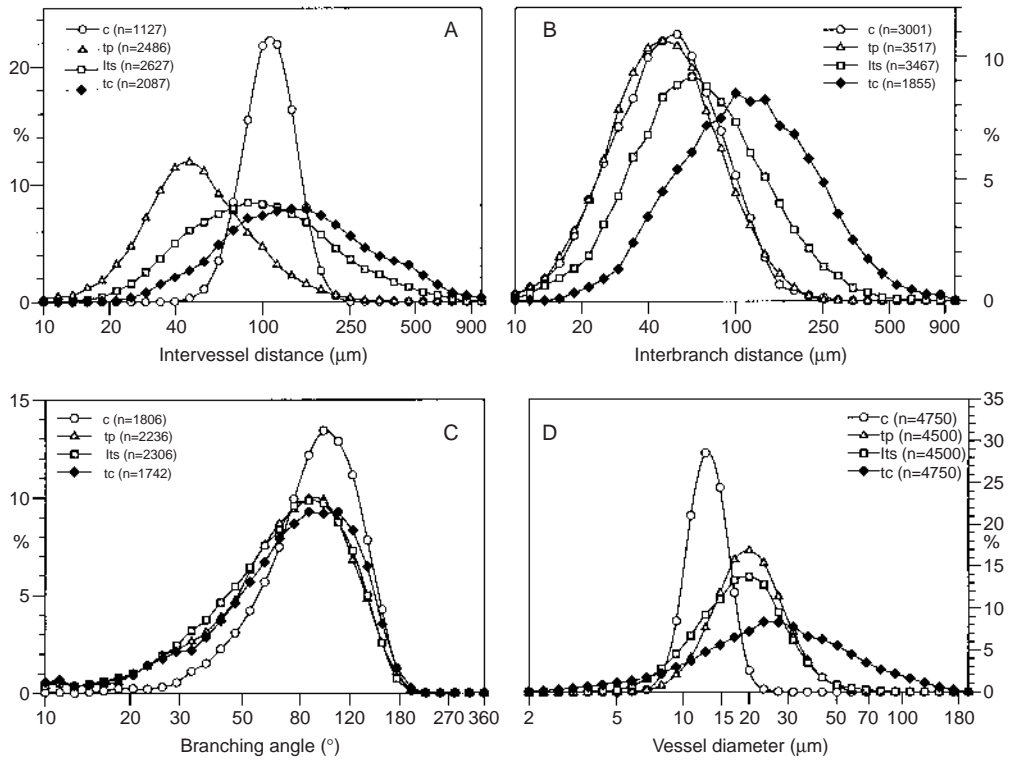 A
c (n=1127)
tp (n=2486)
lts (n=2627)
tc (n=2087)
20
10
0
%
10 20 40 100 250 500 900
Intervessel distance (μm)
B
c (n=3001)
tp (n=3517)
lts (n=3467)
tc (n=1855)
10
5
0
%
10 20 40 100 250 500 900
Interbranch distance (μm)
C
c (n=1806)
tp (n=2236)
lts (n=2306)
tc (n=1742)
15
10
5
0
%
10 20 30 50 80 120 180 270 360
Branching angle (°)
D
c (n=4750)
tp (n=4500)
lts (n=4500)
tc (n=4750)
35
30
25
20
15
10
5
0
%
2 5 10 15 20 30 50 70 100 180
Vessel diameter (μm)